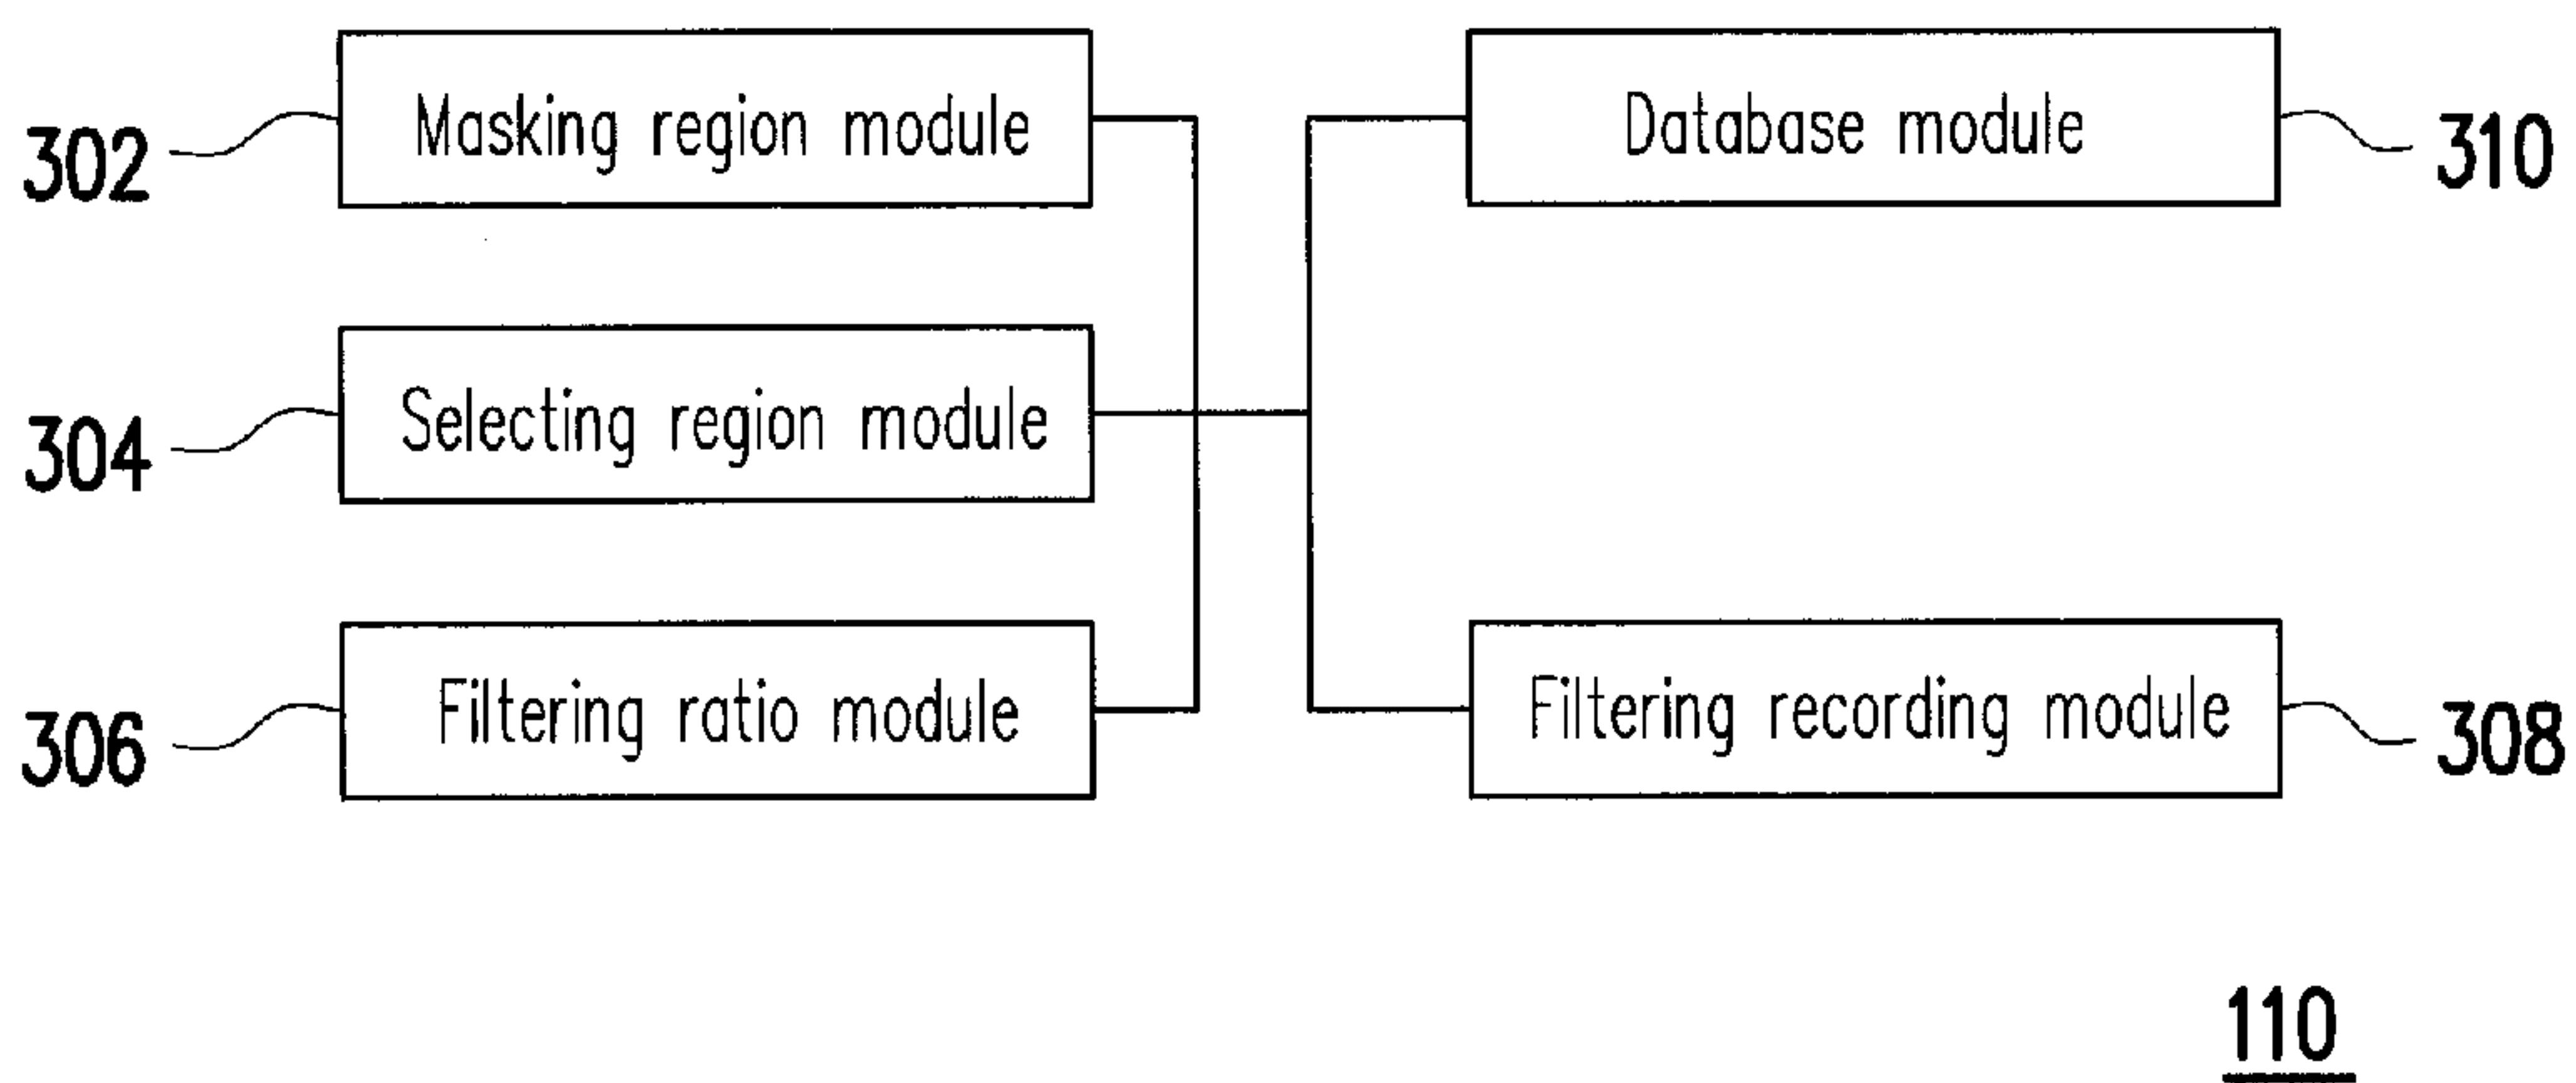 302
Masking region module
Database module
310
304
Selecting region module
306
Filtering ratio module
Filtering recording module
308
110